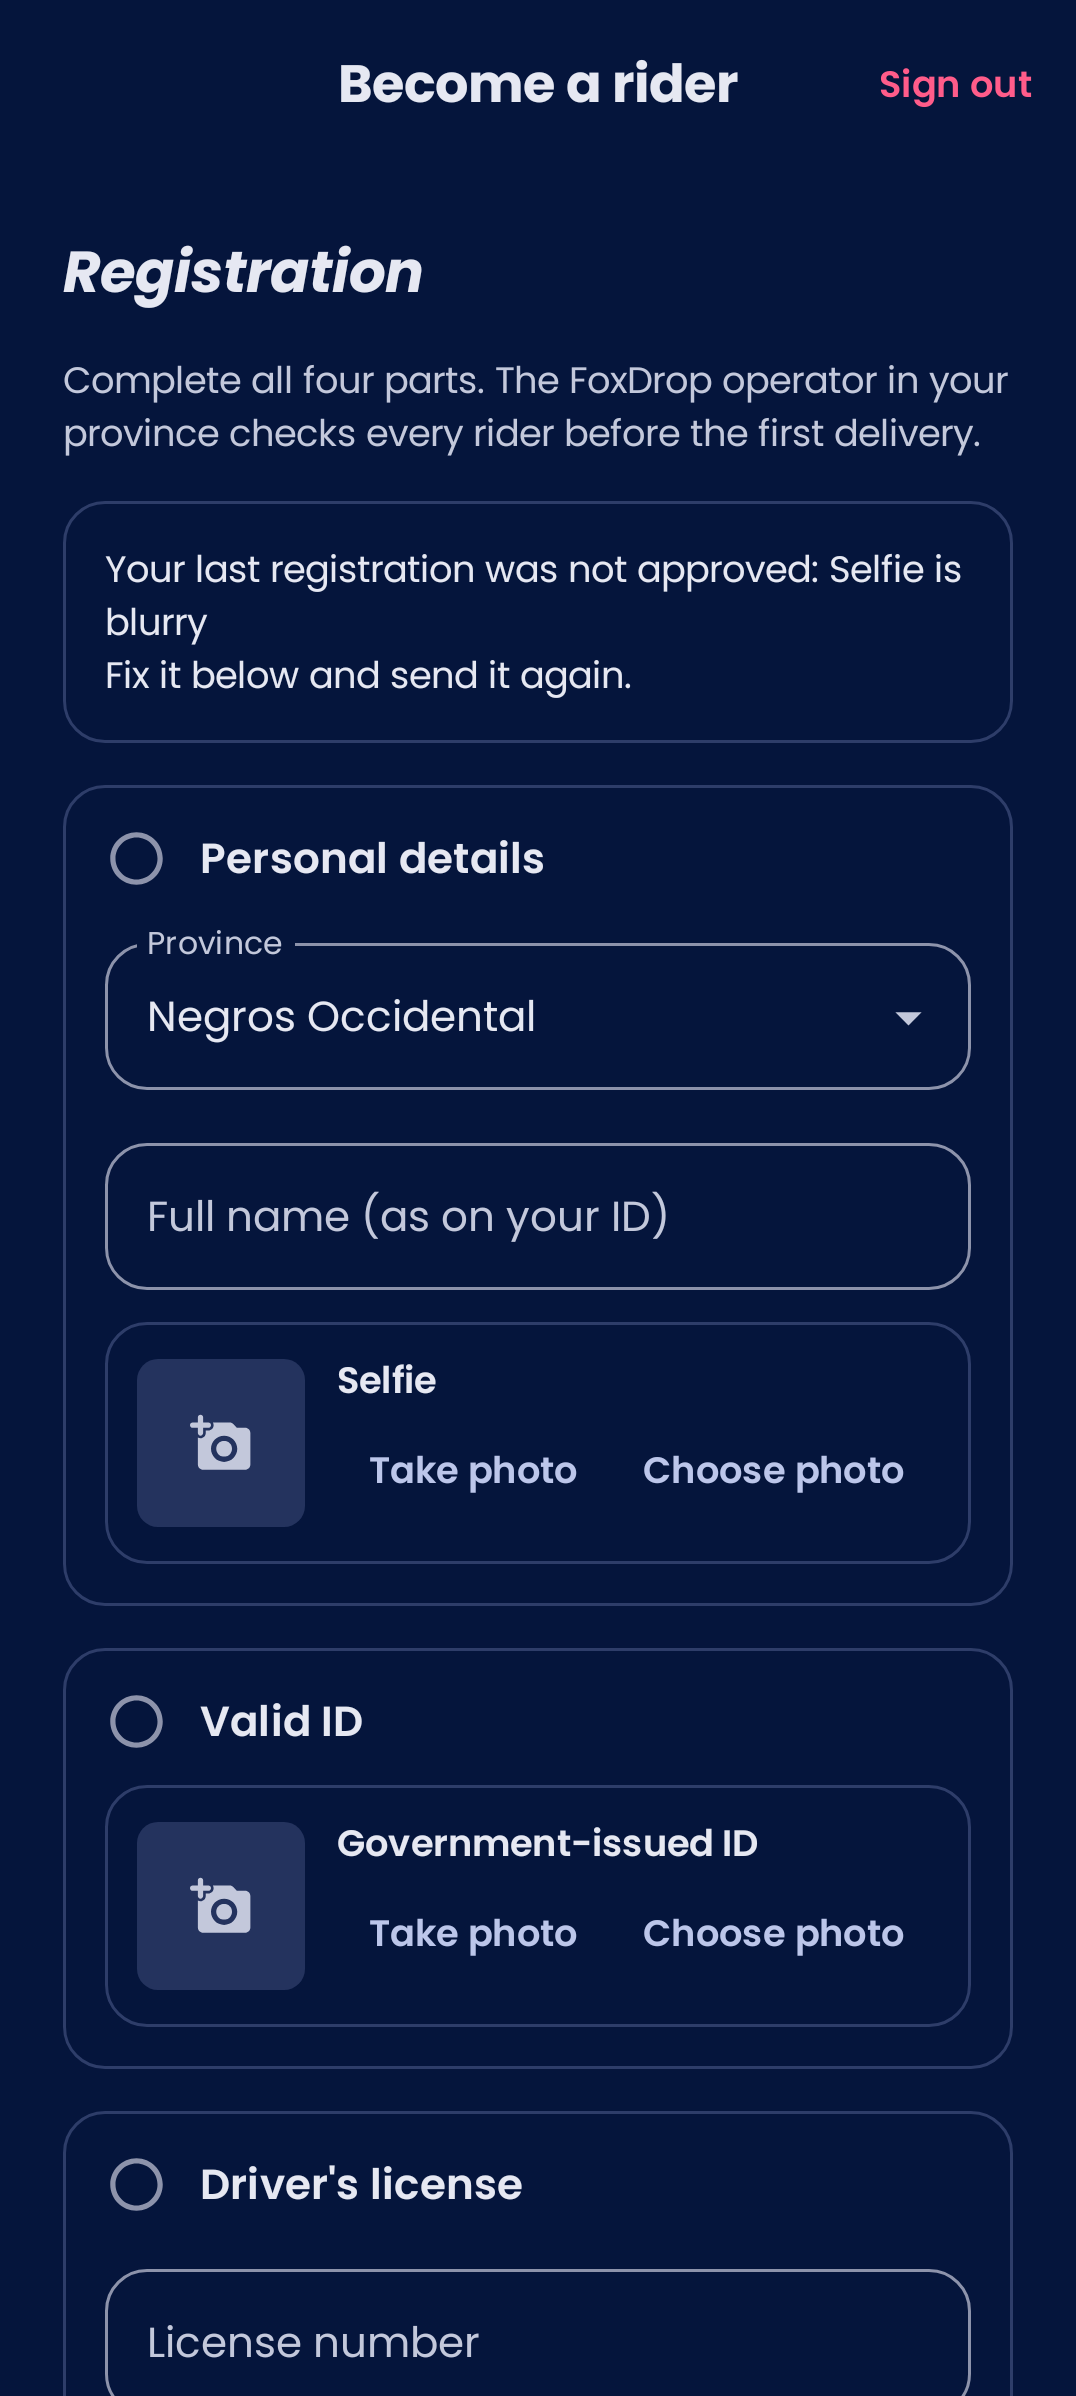 Become a rider
Sign out
Registration
Complete all four parts. The FoxDrop operator in your
province checks every rider before the first delivery.
Your last registration was not approved: Selfie is
blurry
Fix it below and send it again.
Personal details
Province
Negros Occidental
Full name (as on your ID)
Selfie
Take photo
Choose photo
Valid ID
Government-issued ID
Take photo
Choose photo
Driver's license
License number